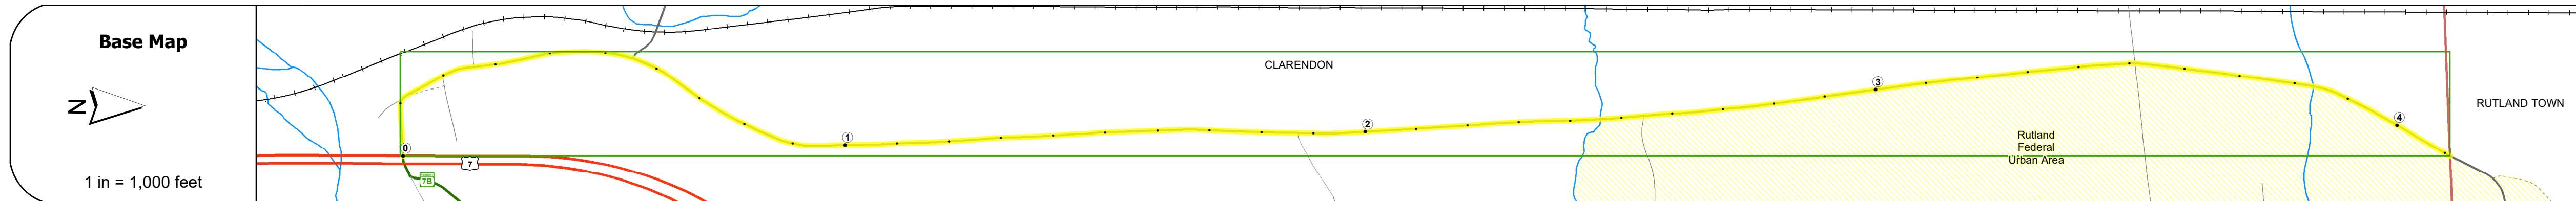 Base Map
N
1 in = 1,000 feet
0
7
7B
1
CLARENDON
2
3
Rutland
Federal
Urban Area
4
RUTLAND TOWN